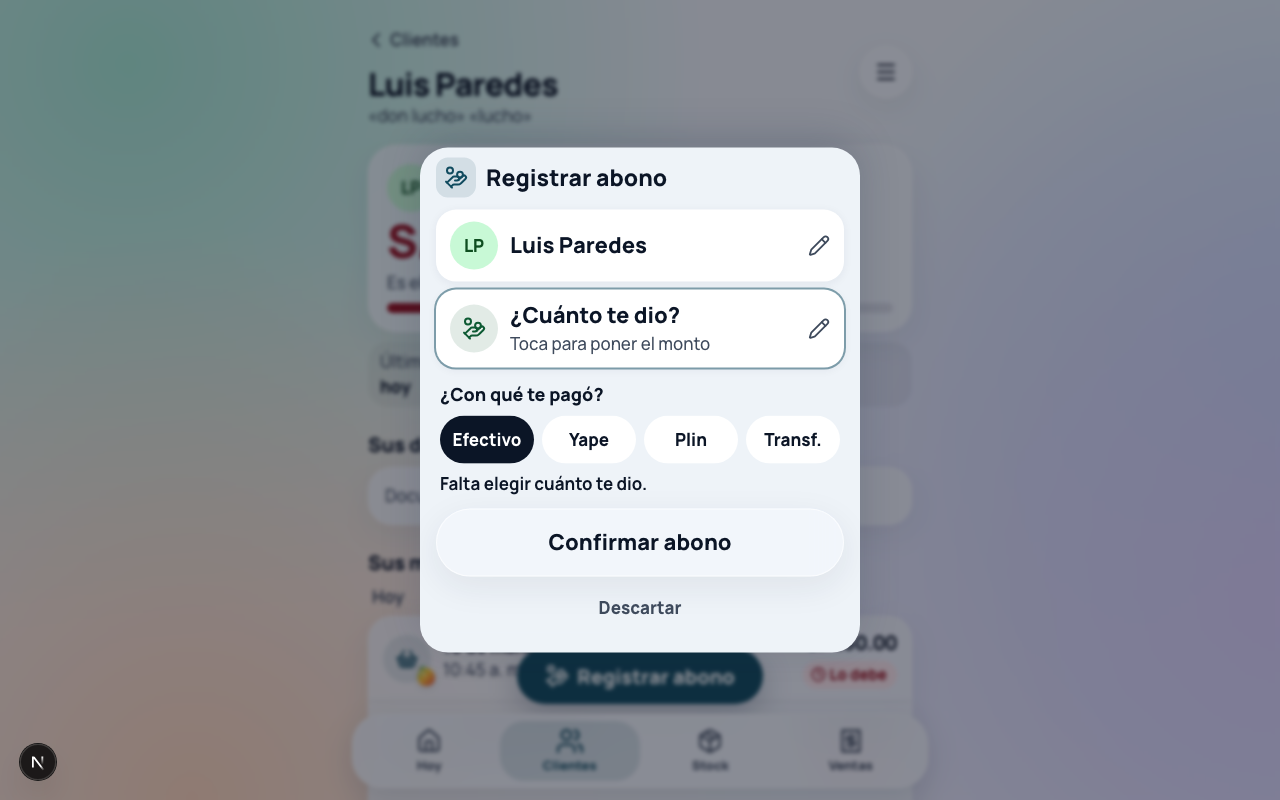 Clientes
Luis Paredes
«don lucho» «lucho»
Registrar abono
LP
Luis Paredes
¿Cuánto te dio?
Toca para poner el monto
¿Con qué te pagó?
Efectivo
Yape
Plin
Transf.
Falta elegir cuánto te dio.
Confirmar abono
Descartar
hoy
Hoy
10:45 a. m
Lo debe
Registrar abono
Hoy
Clientes
Stock
Ventas
N